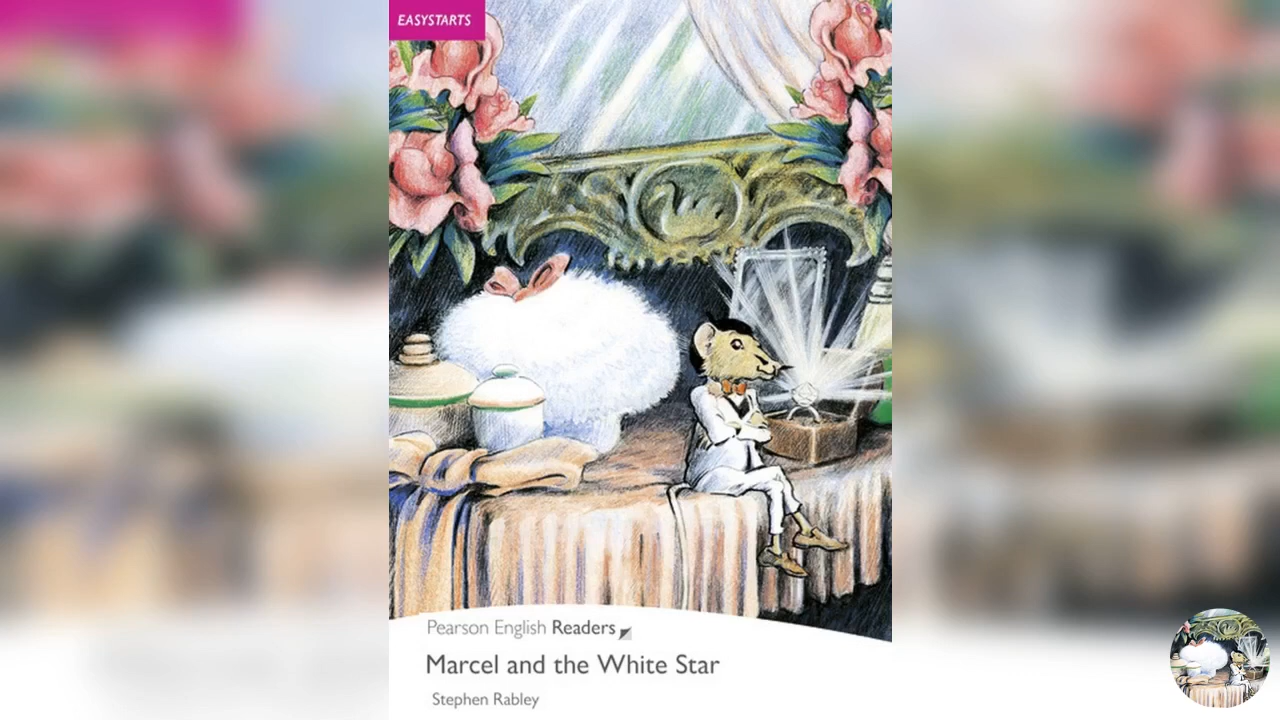 EASYSTARTS
Pearson English Readers
Marcel and the White Star
Stephen Rabley